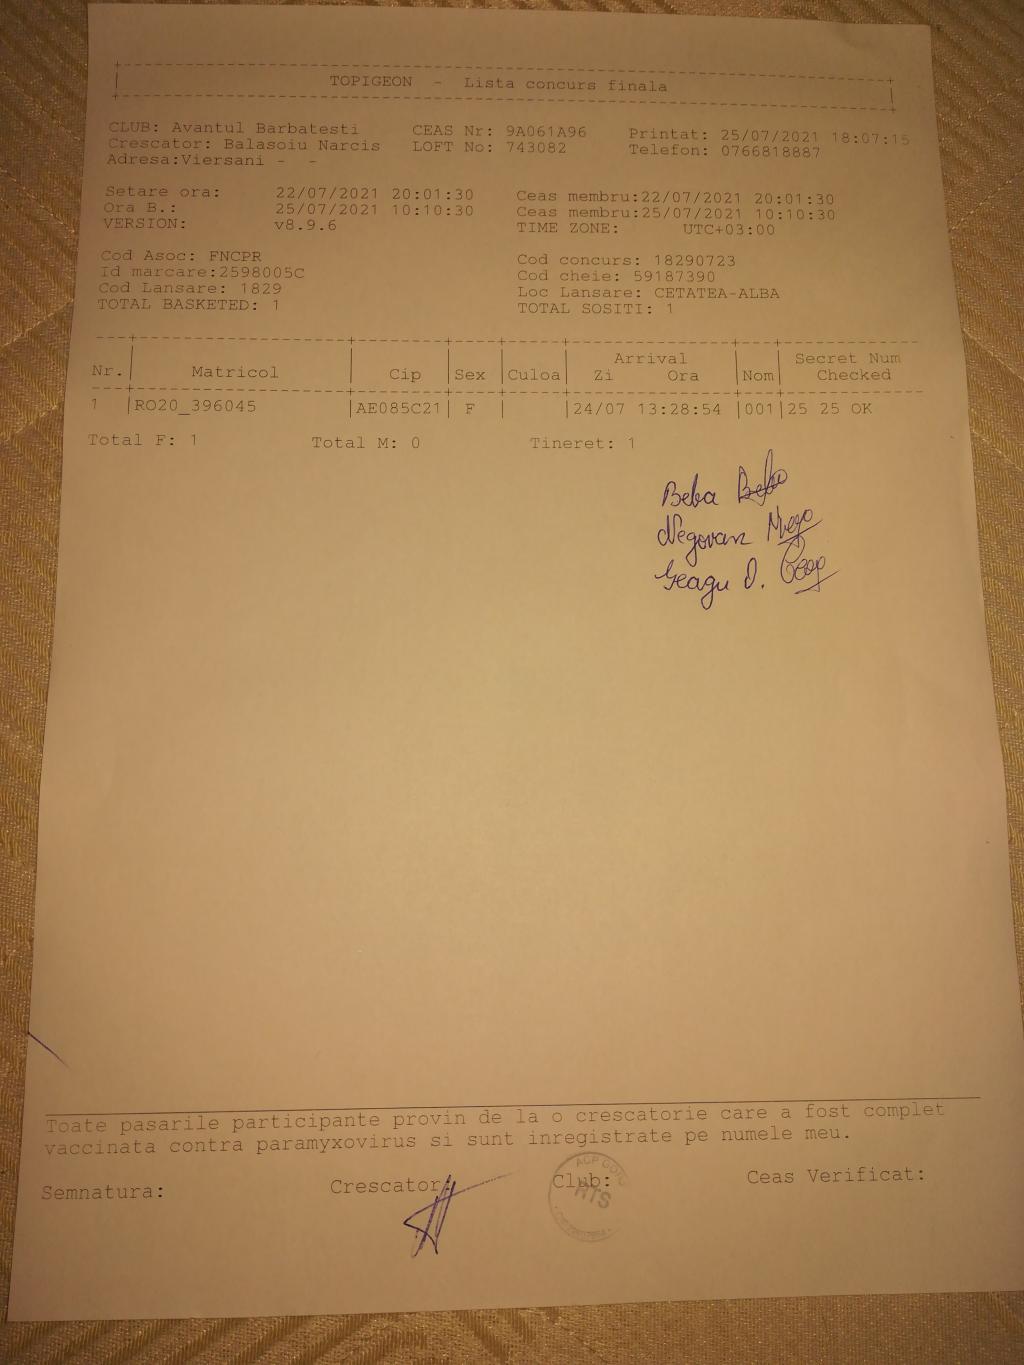 TOPIGEON - Lista concurs finala
CLUB: Avantul Barbatesti CEAS Nr: 9A061A96 Printat: 25/07/2021 18:07:15
Crescator: Balasoiu Narcis LOFT No: 743082 Telefon: 0766818887
Adresa:Viersani - -
Setare ora: 22/07/2021 20:01:30 Ceas membru:22/07/2021 20:01:30
Ora B.: 25/07/2021 10:10:30 Ceas membru:25/07/2021 10:10:30
VERSION: v8.9.6 TIME ZONE: UTC+03:00
Cod Asoc: FNCPR Cod concurs: 18290723
Id marcare:2598005C Cod cheie: 59187390
Cod Lansare: 1829 Loc Lansare: CETATEA-ALBA
TOTAL BASKETED: 1 TOTAL SOSITI: 1
Arrival Secret Num
Nr. Matricol Cip Sex Culoa Zi Ora Nom Checked
1 RO20_396045 AE085C21 F 24/07 13:28:54 001 25 25 OK
Total F: 1 Total M: 0 Tineret: 1
Beba
Negovan
Geagu D.
Toate pasarile participante provin de la o crescatorie care a fost complet
vaccinata contra paramyxovirus si sunt inregistrate pe numele meu.
Semnatura: Crescator: Club: Ceas Verificat:
RTS